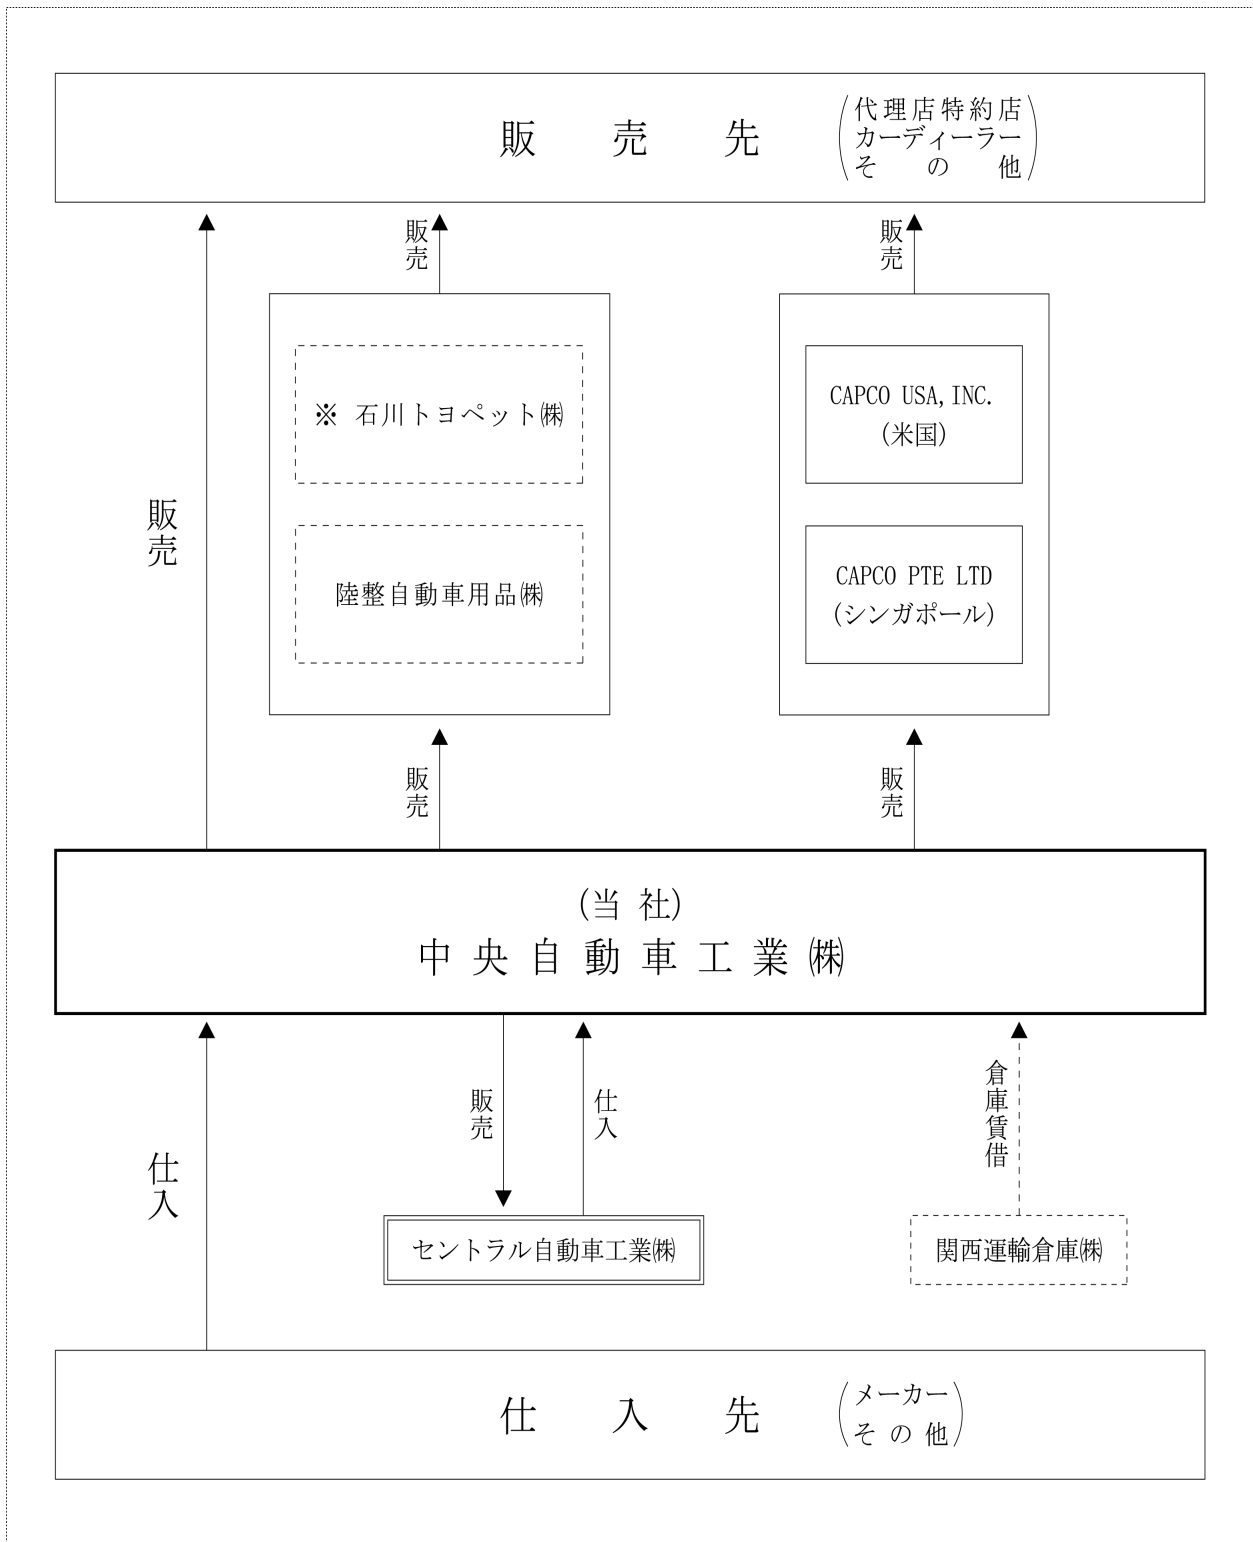 販売先
代理店特約店
カーディーラー
その他
販売
販売
※ 石川トヨペット㈱
CAPCO USA, INC.
(米国)
販売
陸整自動車用品㈱
CAPCO PTE LTD
(シンガポール)
販売
販売
(当 社)
中央自動車工業㈱
販売
仕入
倉庫賃借
仕入
セントラル自動車工業㈱
関西運輸倉庫㈱
仕入先
メーカー
その他